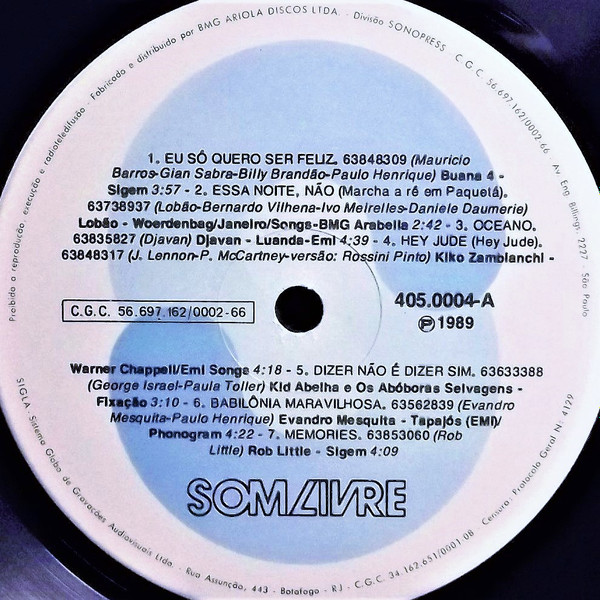 Fabricado e distribuido por BMG ARIOLA DISCOS LTDA. - Divisão SONOPRESS - C G C. 56.697.162/0002-66 Av Eng Billings, 2227 São Paulo
Proibida a reprodução, execução e radioteledifusão -
1. EU SÔ QUERO SER FELIZ. 63848309 (Mauricio
Barros-Gian Sabra-Billy Brandão-Paulo Henrique) Buana 4 -
Sigem 3:57 - 2. ESSA NOITE, NÃO (Marcha a rê em Paquetá).
63738937 (Lobão-Bernardo Vilhena-Ivo Meirelles-Daniele Daumerie)
Lobão - Woerdenbag/Janeiro/Songs-BMG Arabella 2:42 - 3. OCEANO.
63835827 (Djavan) Djavan - Luanda-Emi 4:39 - 4. HEY JUDE (Hey Jude).
63848317 (J. Lennon-P. McCartney-versão: Rossini Pinto) Kiko Zambianchi -
C.G.C. 56.697.162/0002-66
405.0004-A
Ⓟ 1989
Warner Chappell/Emi Songs 4:18 - 5. DIZER NÃO É DIZER SIM. 63633388
(George Israel-Paula Toller) Kid Abelha e Os Abóboras Selvagens -
Fixação 3:10 - 6. BABILÔNIA MARAVILHOSA. 63562839 (Evandro
Mesquita-Paulo Henrique) Evandro Mesquita - Tapajós (EMI)/
Phonogram 4:22 - 7. MEMORIES. 63853060 (Rob
Little) Rob Little - Sigem 4:09
SOM LIVRE
SIGLA - Sistema Globo de Gravações Audiovisuais Ltda. - Rua Assunção, 443 - Botafogo - RJ - C.G.C. 34.162.651/0001-08 Censura: Protocolo Geral Nº 4129